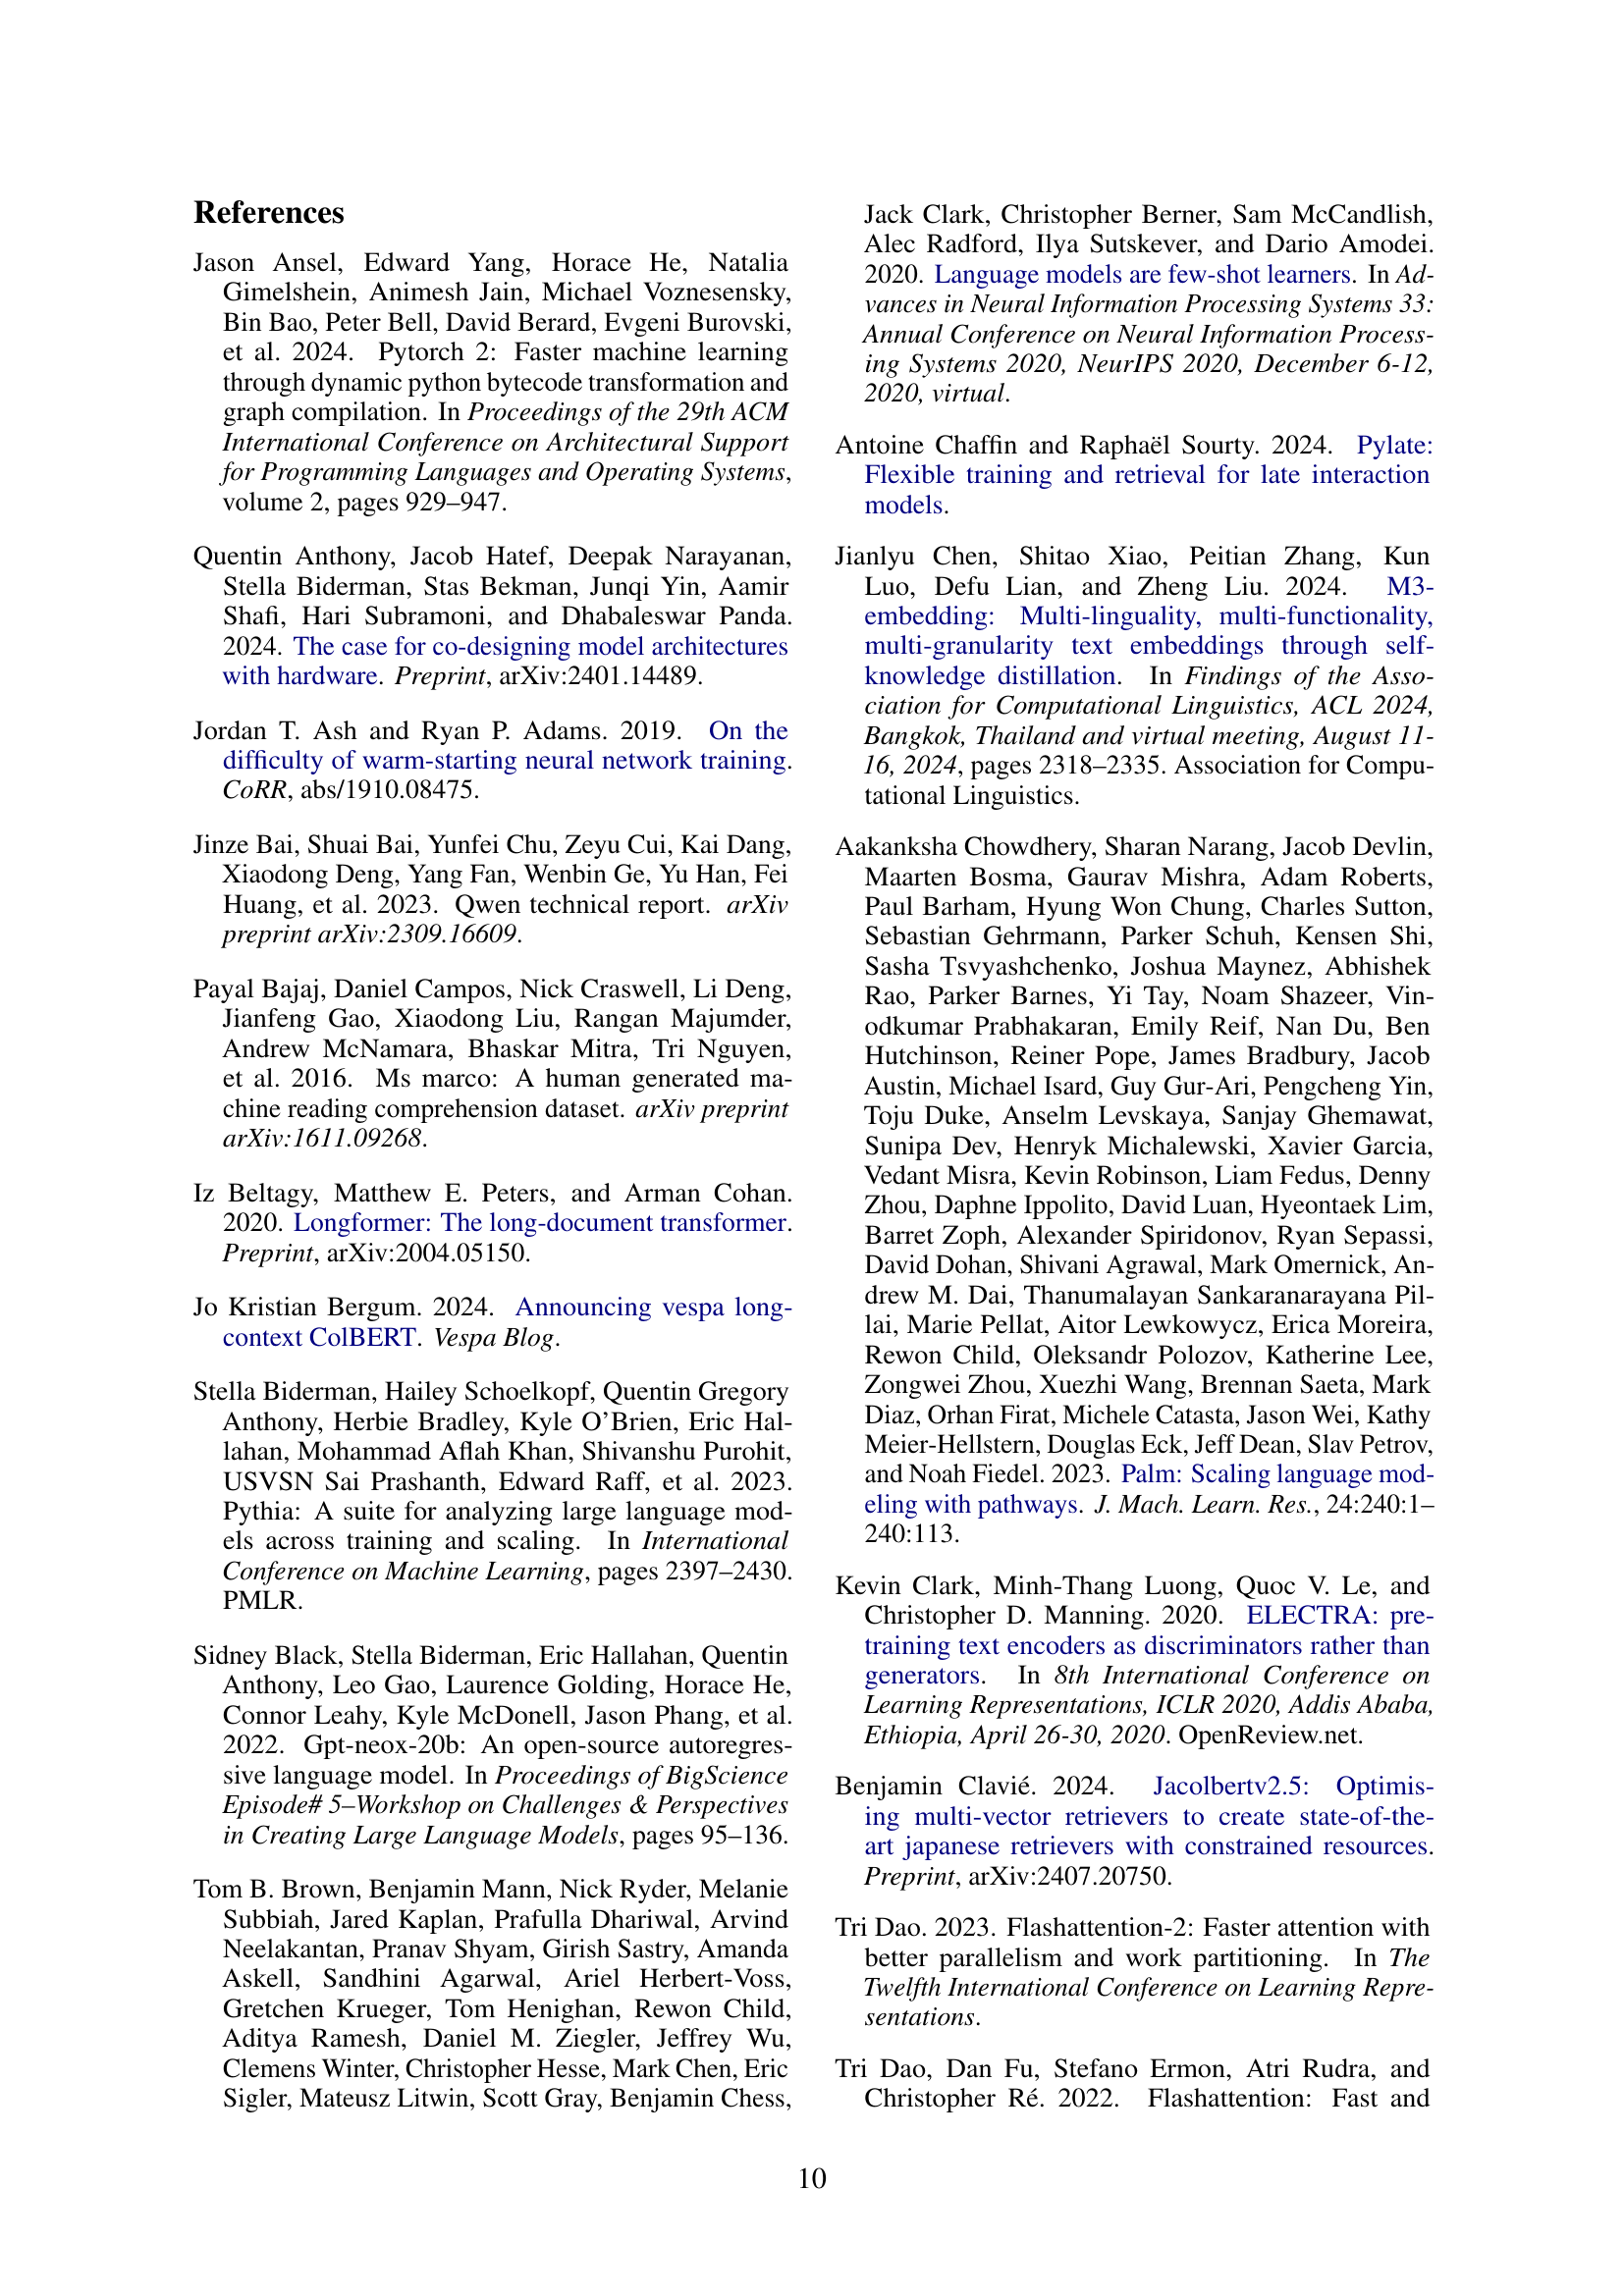 References
Jason Ansel, Edward Yang, Horace He, Natalia
Gimelshein, Animesh Jain, Michael Voznesensky,
Bin Bao, Peter Bell, David Berard, Evgeni Burovski,
et al. 2024. Pytorch 2: Faster machine learning
through dynamic python bytecode transformation and
graph compilation. In Proceedings of the 29th ACM
International Conference on Architectural Support
for Programming Languages and Operating Systems,
volume 2, pages 929–947.
Quentin Anthony, Jacob Hatef, Deepak Narayanan,
Stella Biderman, Stas Bekman, Junqi Yin, Aamir
Shafi, Hari Subramoni, and Dhabaleswar Panda.
2024. The case for co-designing model architectures
with hardware. Preprint, arXiv:2401.14489.
Jordan T. Ash and Ryan P. Adams. 2019. On the
difficulty of warm-starting neural network training.
CoRR, abs/1910.08475.
Jinze Bai, Shuai Bai, Yunfei Chu, Zeyu Cui, Kai Dang,
Xiaodong Deng, Yang Fan, Wenbin Ge, Yu Han, Fei
Huang, et al. 2023. Qwen technical report. arXiv
preprint arXiv:2309.16609.
Payal Bajaj, Daniel Campos, Nick Craswell, Li Deng,
Jianfeng Gao, Xiaodong Liu, Rangan Majumder,
Andrew McNamara, Bhaskar Mitra, Tri Nguyen,
et al. 2016. Ms marco: A human generated ma-
chine reading comprehension dataset. arXiv preprint
arXiv:1611.09268.
Iz Beltagy, Matthew E. Peters, and Arman Cohan.
2020. Longformer: The long-document transformer.
Preprint, arXiv:2004.05150.
Jo Kristian Bergum. 2024. Announcing vespa long-
context ColBERT. Vespa Blog.
Stella Biderman, Hailey Schoelkopf, Quentin Gregory
Anthony, Herbie Bradley, Kyle O'Brien, Eric Hal-
lahan, Mohammad Aflah Khan, Shivanshu Purohit,
USVSN Sai Prashanth, Edward Raff, et al. 2023.
Pythia: A suite for analyzing large language mod-
els across training and scaling. In International
Conference on Machine Learning, pages 2397–2430.
PMLR.
Sidney Black, Stella Biderman, Eric Hallahan, Quentin
Anthony, Leo Gao, Laurence Golding, Horace He,
Connor Leahy, Kyle McDonell, Jason Phang, et al.
2022. Gpt-neox-20b: An open-source autoregres-
sive language model. In Proceedings of BigScience
Episode# 5–Workshop on Challenges & Perspectives
in Creating Large Language Models, pages 95–136.
Tom B. Brown, Benjamin Mann, Nick Ryder, Melanie
Subbiah, Jared Kaplan, Prafulla Dhariwal, Arvind
Neelakantan, Pranav Shyam, Girish Sastry, Amanda
Askell, Sandhini Agarwal, Ariel Herbert-Voss,
Gretchen Krueger, Tom Henighan, Rewon Child,
Aditya Ramesh, Daniel M. Ziegler, Jeffrey Wu,
Clemens Winter, Christopher Hesse, Mark Chen, Eric
Sigler, Mateusz Litwin, Scott Gray, Benjamin Chess,
Jack Clark, Christopher Berner, Sam McCandlish,
Alec Radford, Ilya Sutskever, and Dario Amodei.
2020. Language models are few-shot learners. In Ad-
vances in Neural Information Processing Systems 33:
Annual Conference on Neural Information Process-
ing Systems 2020, NeurIPS 2020, December 6-12,
2020, virtual.
Antoine Chaffin and Raphaël Sourty. 2024. Pylate:
Flexible training and retrieval for late interaction
models.
Jianlyu Chen, Shitao Xiao, Peitian Zhang, Kun
Luo, Defu Lian, and Zheng Liu. 2024. M3-
embedding: Multi-linguality, multi-functionality,
multi-granularity text embeddings through self-
knowledge distillation. In Findings of the Asso-
ciation for Computational Linguistics, ACL 2024,
Bangkok, Thailand and virtual meeting, August 11-
16, 2024, pages 2318–2335. Association for Compu-
tational Linguistics.
Aakanksha Chowdhery, Sharan Narang, Jacob Devlin,
Maarten Bosma, Gaurav Mishra, Adam Roberts,
Paul Barham, Hyung Won Chung, Charles Sutton,
Sebastian Gehrmann, Parker Schuh, Kensen Shi,
Sasha Tsvyashchenko, Joshua Maynez, Abhishek
Rao, Parker Barnes, Yi Tay, Noam Shazeer, Vin-
odkumar Prabhakaran, Emily Reif, Nan Du, Ben
Hutchinson, Reiner Pope, James Bradbury, Jacob
Austin, Michael Isard, Guy Gur-Ari, Pengcheng Yin,
Toju Duke, Anselm Levskaya, Sanjay Ghemawat,
Sunipa Dev, Henryk Michalewski, Xavier Garcia,
Vedant Misra, Kevin Robinson, Liam Fedus, Denny
Zhou, Daphne Ippolito, David Luan, Hyeontaek Lim,
Barret Zoph, Alexander Spiridonov, Ryan Sepassi,
David Dohan, Shivani Agrawal, Mark Omernick, An-
drew M. Dai, Thanumalayan Sankaranarayana Pil-
lai, Marie Pellat, Aitor Lewkowycz, Erica Moreira,
Rewon Child, Oleksandr Polozov, Katherine Lee,
Zongwei Zhou, Xuezhi Wang, Brennan Saeta, Mark
Diaz, Orhan Firat, Michele Catasta, Jason Wei, Kathy
Meier-Hellstern, Douglas Eck, Jeff Dean, Slav Petrov,
and Noah Fiedel. 2023. Palm: Scaling language mod-
eling with pathways. J. Mach. Learn. Res., 24:240:1–
240:113.
Kevin Clark, Minh-Thang Luong, Quoc V. Le, and
Christopher D. Manning. 2020. ELECTRA: pre-
training text encoders as discriminators rather than
generators. In 8th International Conference on
Learning Representations, ICLR 2020, Addis Ababa,
Ethiopia, April 26-30, 2020. OpenReview.net.
Benjamin Clavié. 2024. Jacolbertv2.5: Optimis-
ing multi-vector retrievers to create state-of-the-
art japanese retrievers with constrained resources.
Preprint, arXiv:2407.20750.
Tri Dao. 2023. Flashattention-2: Faster attention with
better parallelism and work partitioning. In The
Twelfth International Conference on Learning Repre-
sentations.
Tri Dao, Dan Fu, Stefano Ermon, Atri Rudra, and
Christopher Ré. 2022. Flashattention: Fast and
10